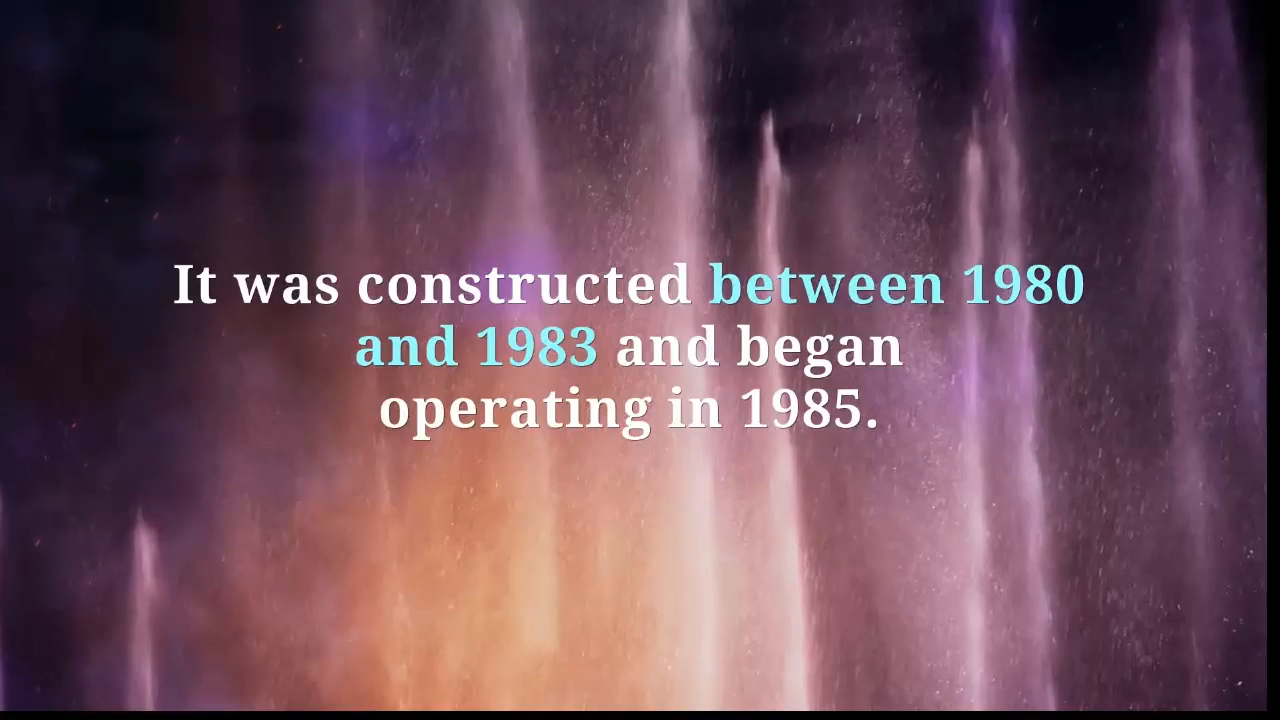 It was constructed between 1980
and 1983 and began
operating in 1985.